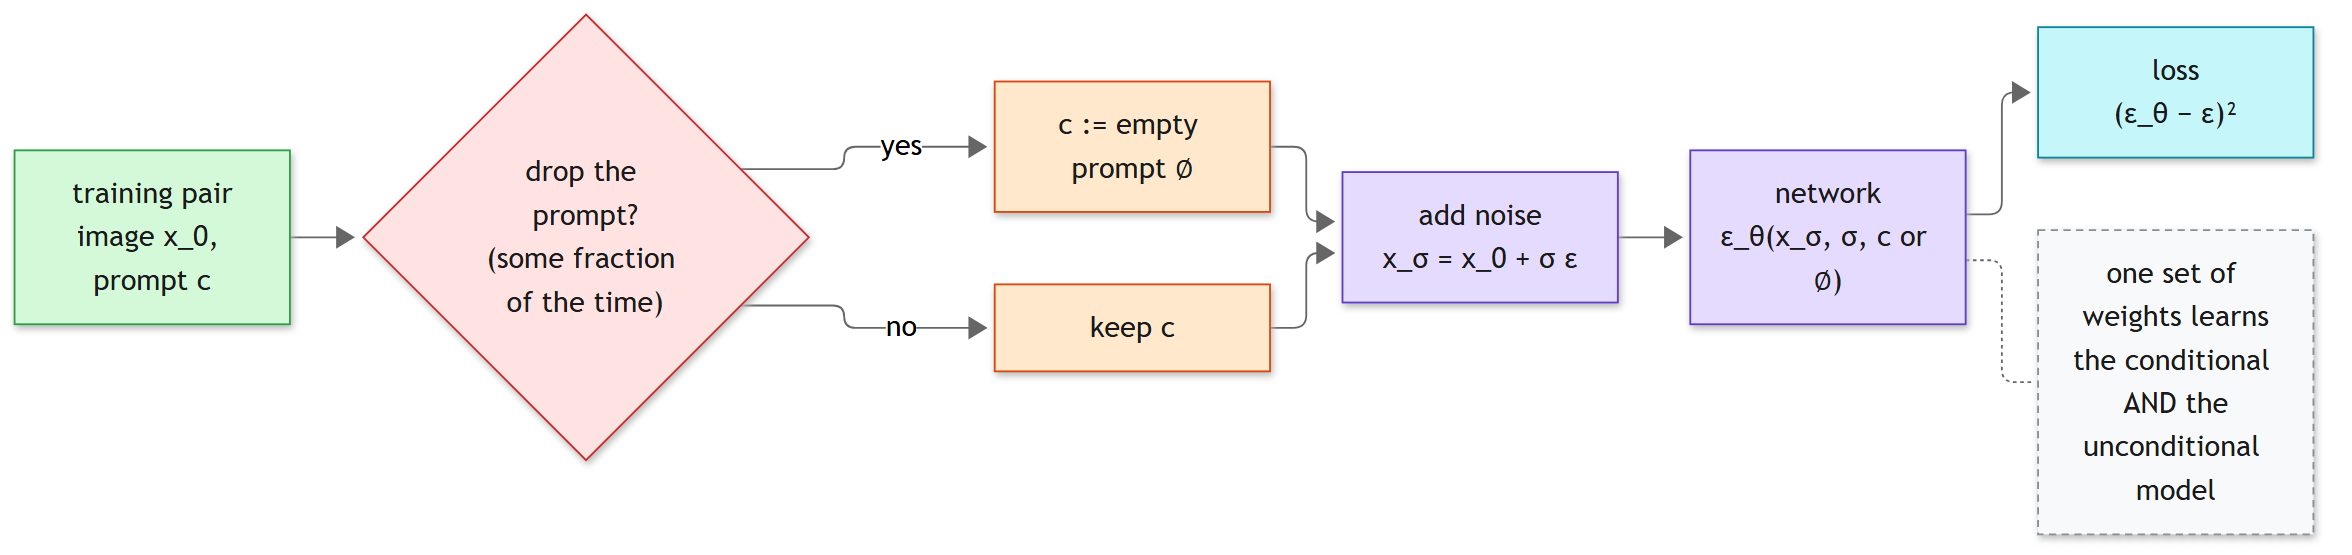 training pair
image x_0,
prompt c
drop the
prompt?
(some fraction
of the time)
yes
no
c := empty
prompt ∅
keep c
add noise
x_σ = x_0 + σ ε
network
ε_θ(x_σ, σ, c or
∅)
loss
(ε_θ − ε)²
one set of
weights learns
the conditional
AND the
unconditional
model